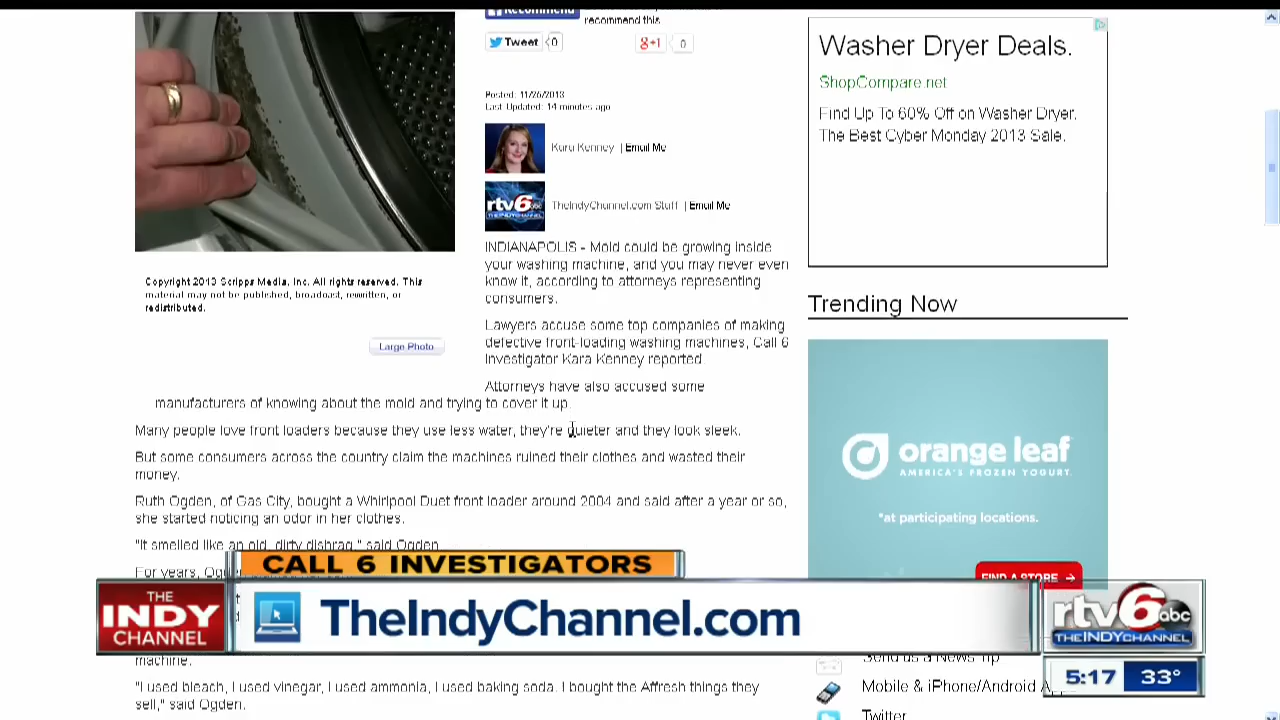 Recommend
recommend this
Tweet
0
g+1
0
Posted: 11/26/2013
Last Updated: 14 minutes ago
Kara Kenney | Email Me
rtv6 abc
THEINDYCHANNEL
TheIndyChannel.com Staff | Email Me
INDIANAPOLIS - Mold could be growing inside
your washing machine, and you may never even
know it, according to attorneys representing
consumers.
Lawyers accuse some top companies of making
defective front-loading washing machines, Call 6
Investigator Kara Kenney reported.
Attorneys have also accused some
manufacturers of knowing about the mold and trying to cover it up.
Many people love front loaders because they use less water, they're quieter and they look sleek.
But some consumers across the country claim the machines ruined their clothes and wasted their
money.
Ruth Ogden, of Gas City, bought a Whirlpool Duet front loader around 2004 and said after a year or so,
she started noticing an odor in her clothes.
"It smelled like an old, dirty dishrag," said Ogden
For years,
machine.
"I used bleach, I used vinegar, I used ammonia, I used baking soda. I bought the Affresh things they
sell," said Ogden.
Copyright 2013 Scripps Media, Inc. All rights reserved. This
material may not be published, broadcast, rewritten, or
redistributed.
Large Photo
Washer Dryer Deals.
ShopCompare.net
Find Up To 60% Off on Washer Dryer.
The Best Cyber Monday 2013 Sale.
Trending Now
orange leaf
AMERICA'S FROZEN YOGURT.
*at participating locations.
FIND A STORE →
Send us a News Tip
Mobile & iPhone/Android
Twitter
CALL 6 INVESTIGATORS
THE
INDY
CHANNEL
TheIndyChannel.com
rtv6 abc
THEINDYCHANNEL
5:17 33°